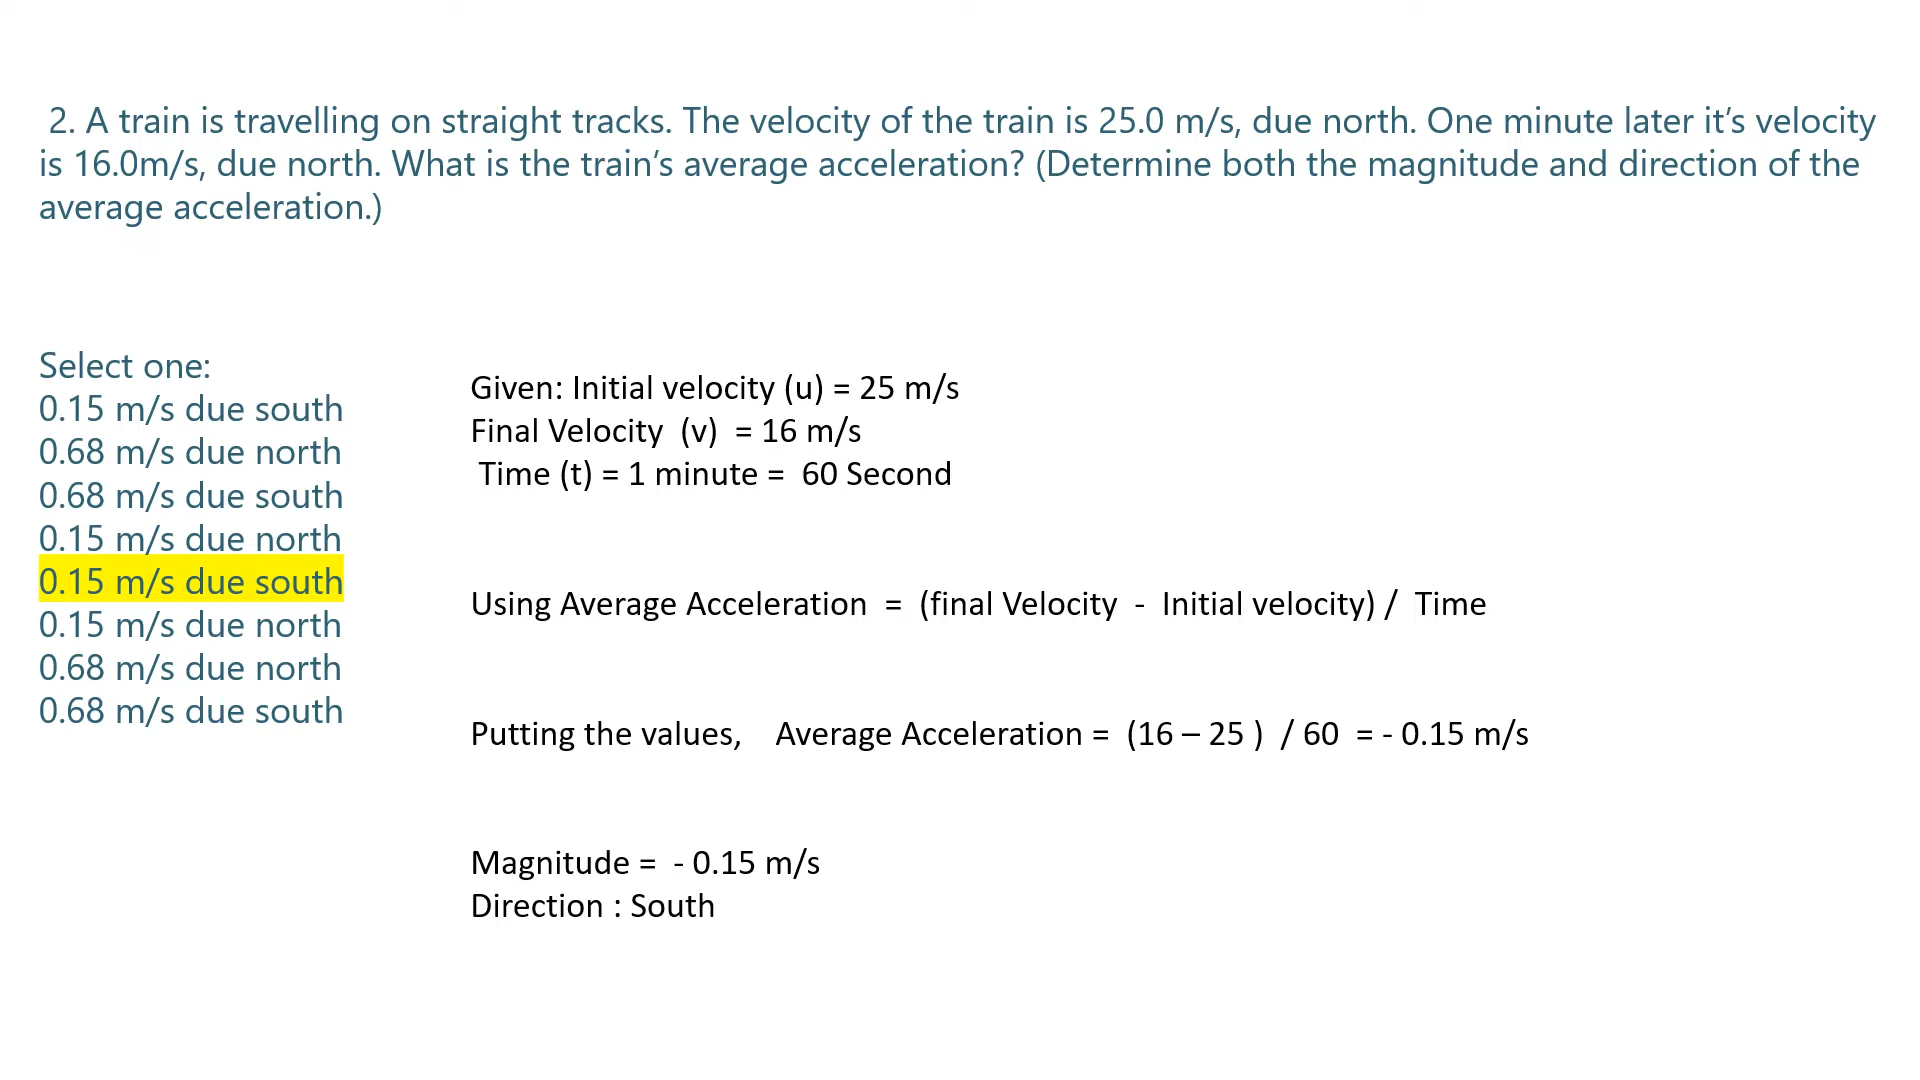 2. A train is travelling on straight tracks. The velocity of the train is 25.0 m/s, due north. One minute later it’s velocity
is 16.0m/s, due north. What is the train’s average acceleration? (Determine both the magnitude and direction of the
average acceleration.)
Select one:
0.15 m/s due south
0.68 m/s due north
0.68 m/s due south
0.15 m/s due north
0.15 m/s due south
0.15 m/s due north
0.68 m/s due north
0.68 m/s due south
Given: Initial velocity (u) = 25 m/s
Final Velocity (v) = 16 m/s
Time (t) = 1 minute = 60 Second
Using Average Acceleration = (final Velocity - Initial velocity) / Time
Putting the values, Average Acceleration = (16 – 25 ) / 60 = - 0.15 m/s
Magnitude = - 0.15 m/s
Direction : South